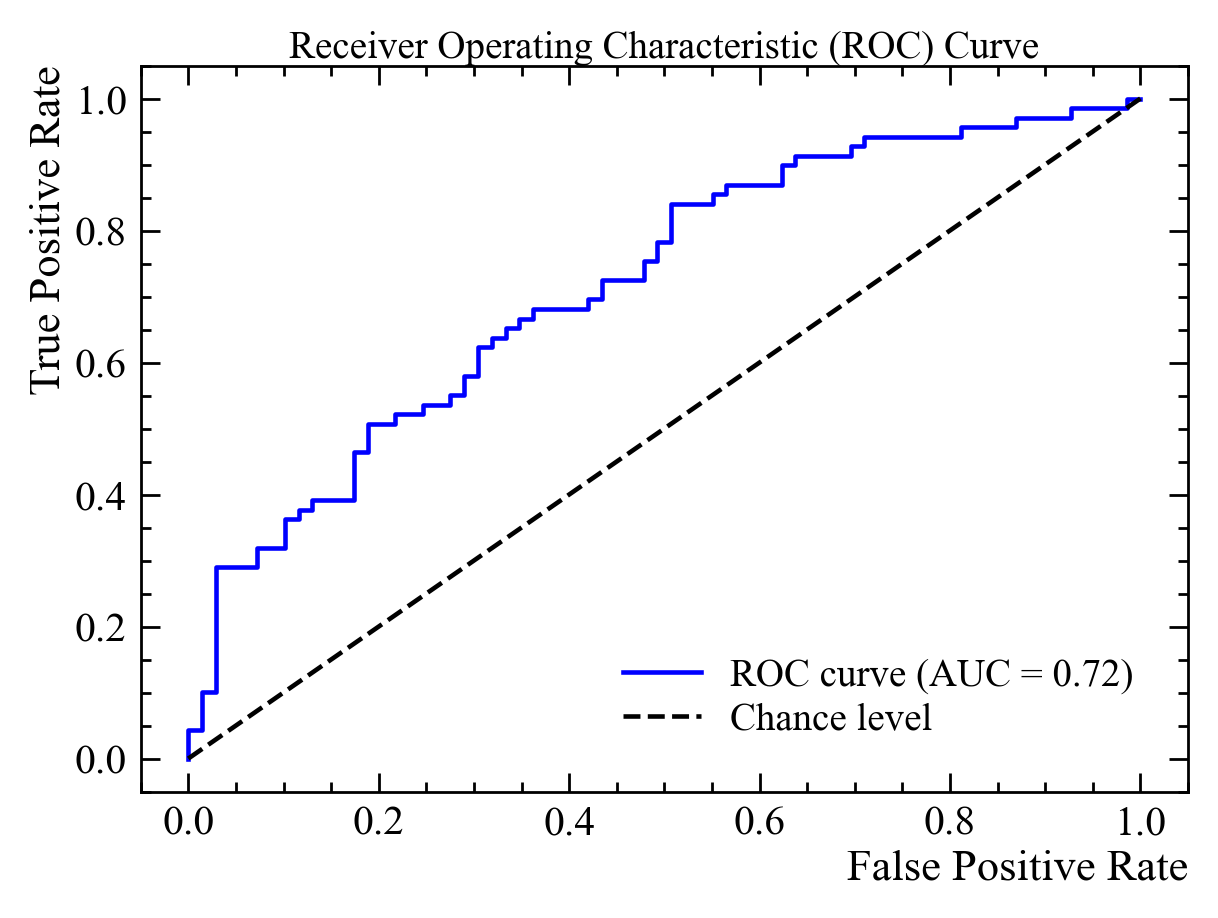 Receiver Operating Characteristic (ROC) Curve
True Positive Rate
1.0
0.8
0.6
0.4
0.2
0.0
ROC curve (AUC = 0.72)
Chance level
0.0 0.2 0.4 0.6 0.8 1.0
False Positive Rate